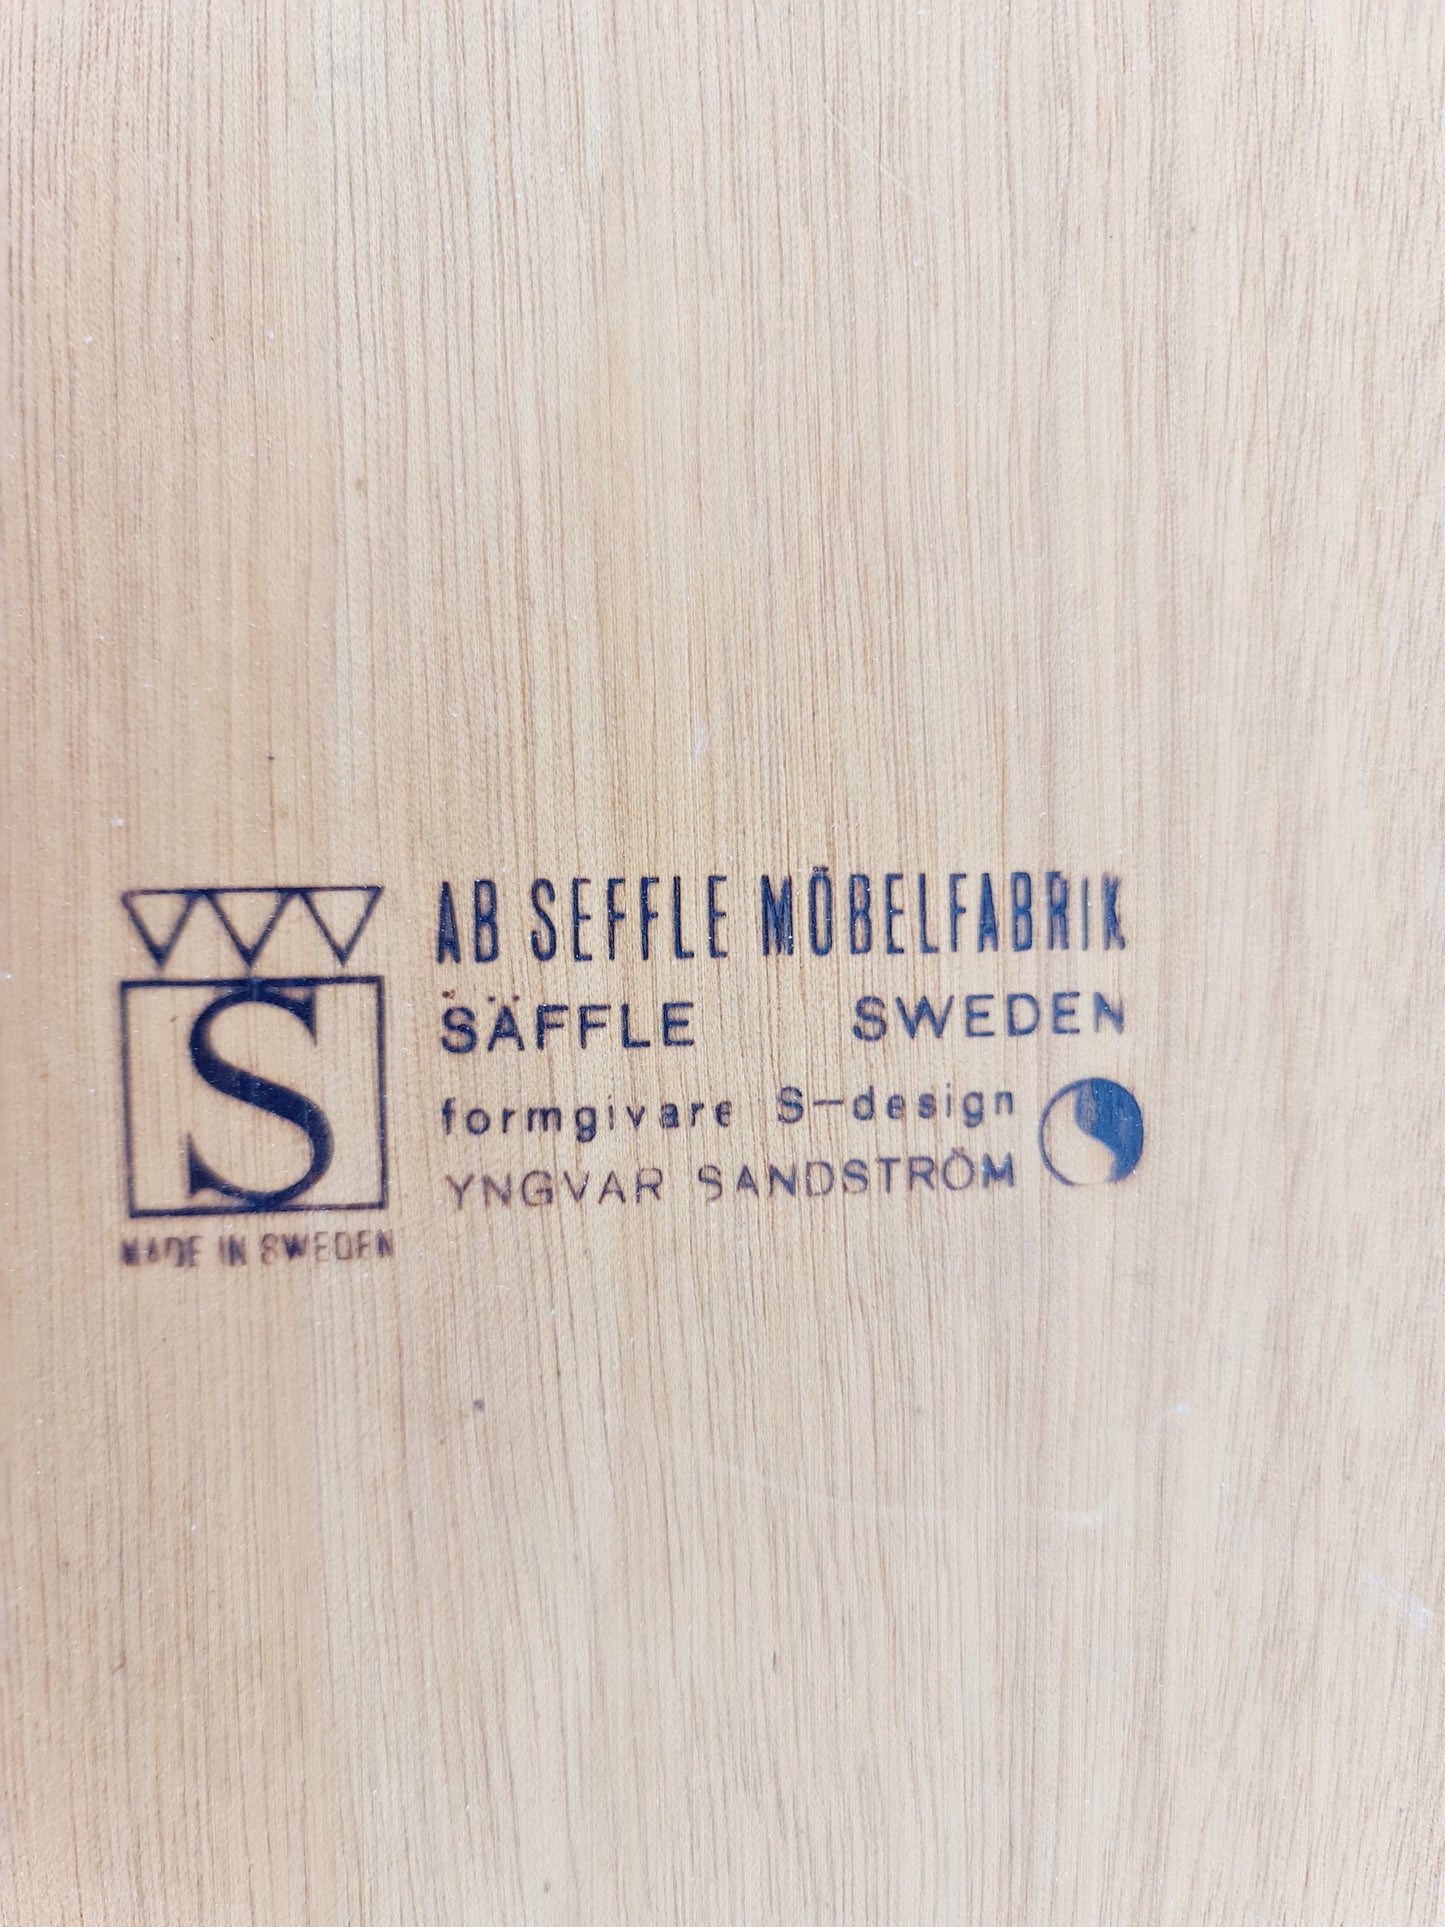 AB SEFFLE MÖBELFABRIK
SÄFFLE SWEDEN
formgivare S-design
YNGVAR SANDSTRÖM
S
MADE IN SWEDEN